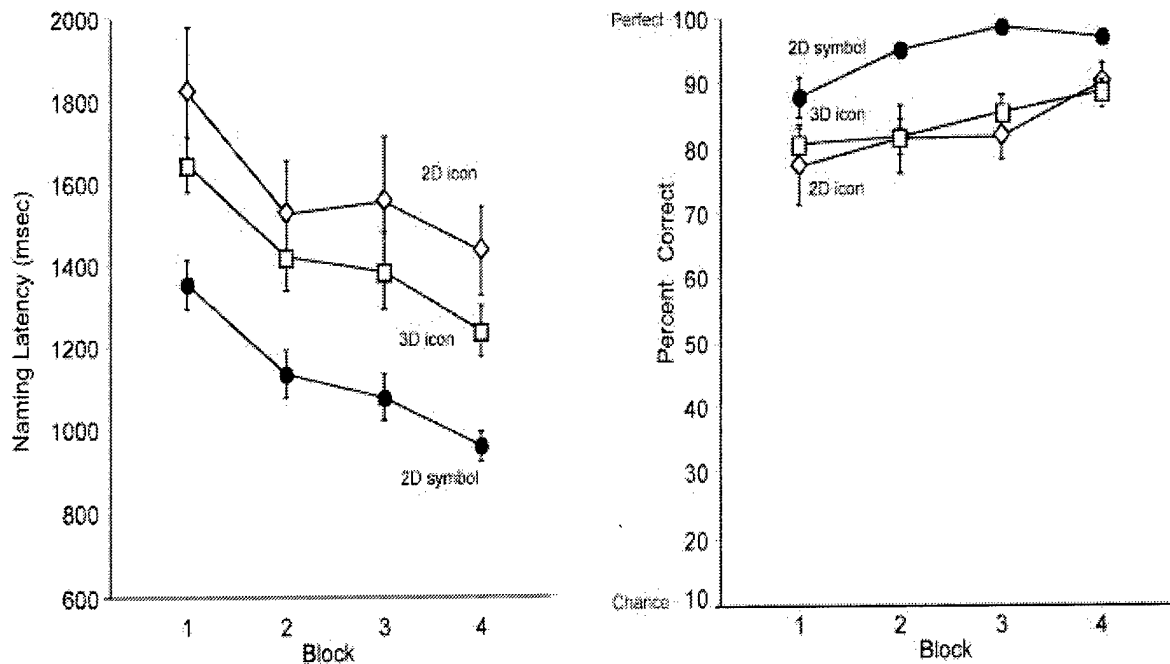 2000
1800
1600
1400
1200
1000
800
600
Naming Latency (msec)
2D icon
3D icon
2D symbol
1
2
3
4
Block
Perfect
100
90
80
70
60
50
40
30
20
Chance
10
Percent Correct
2D symbol
3D icon
2D icon
1
2
3
4
Block